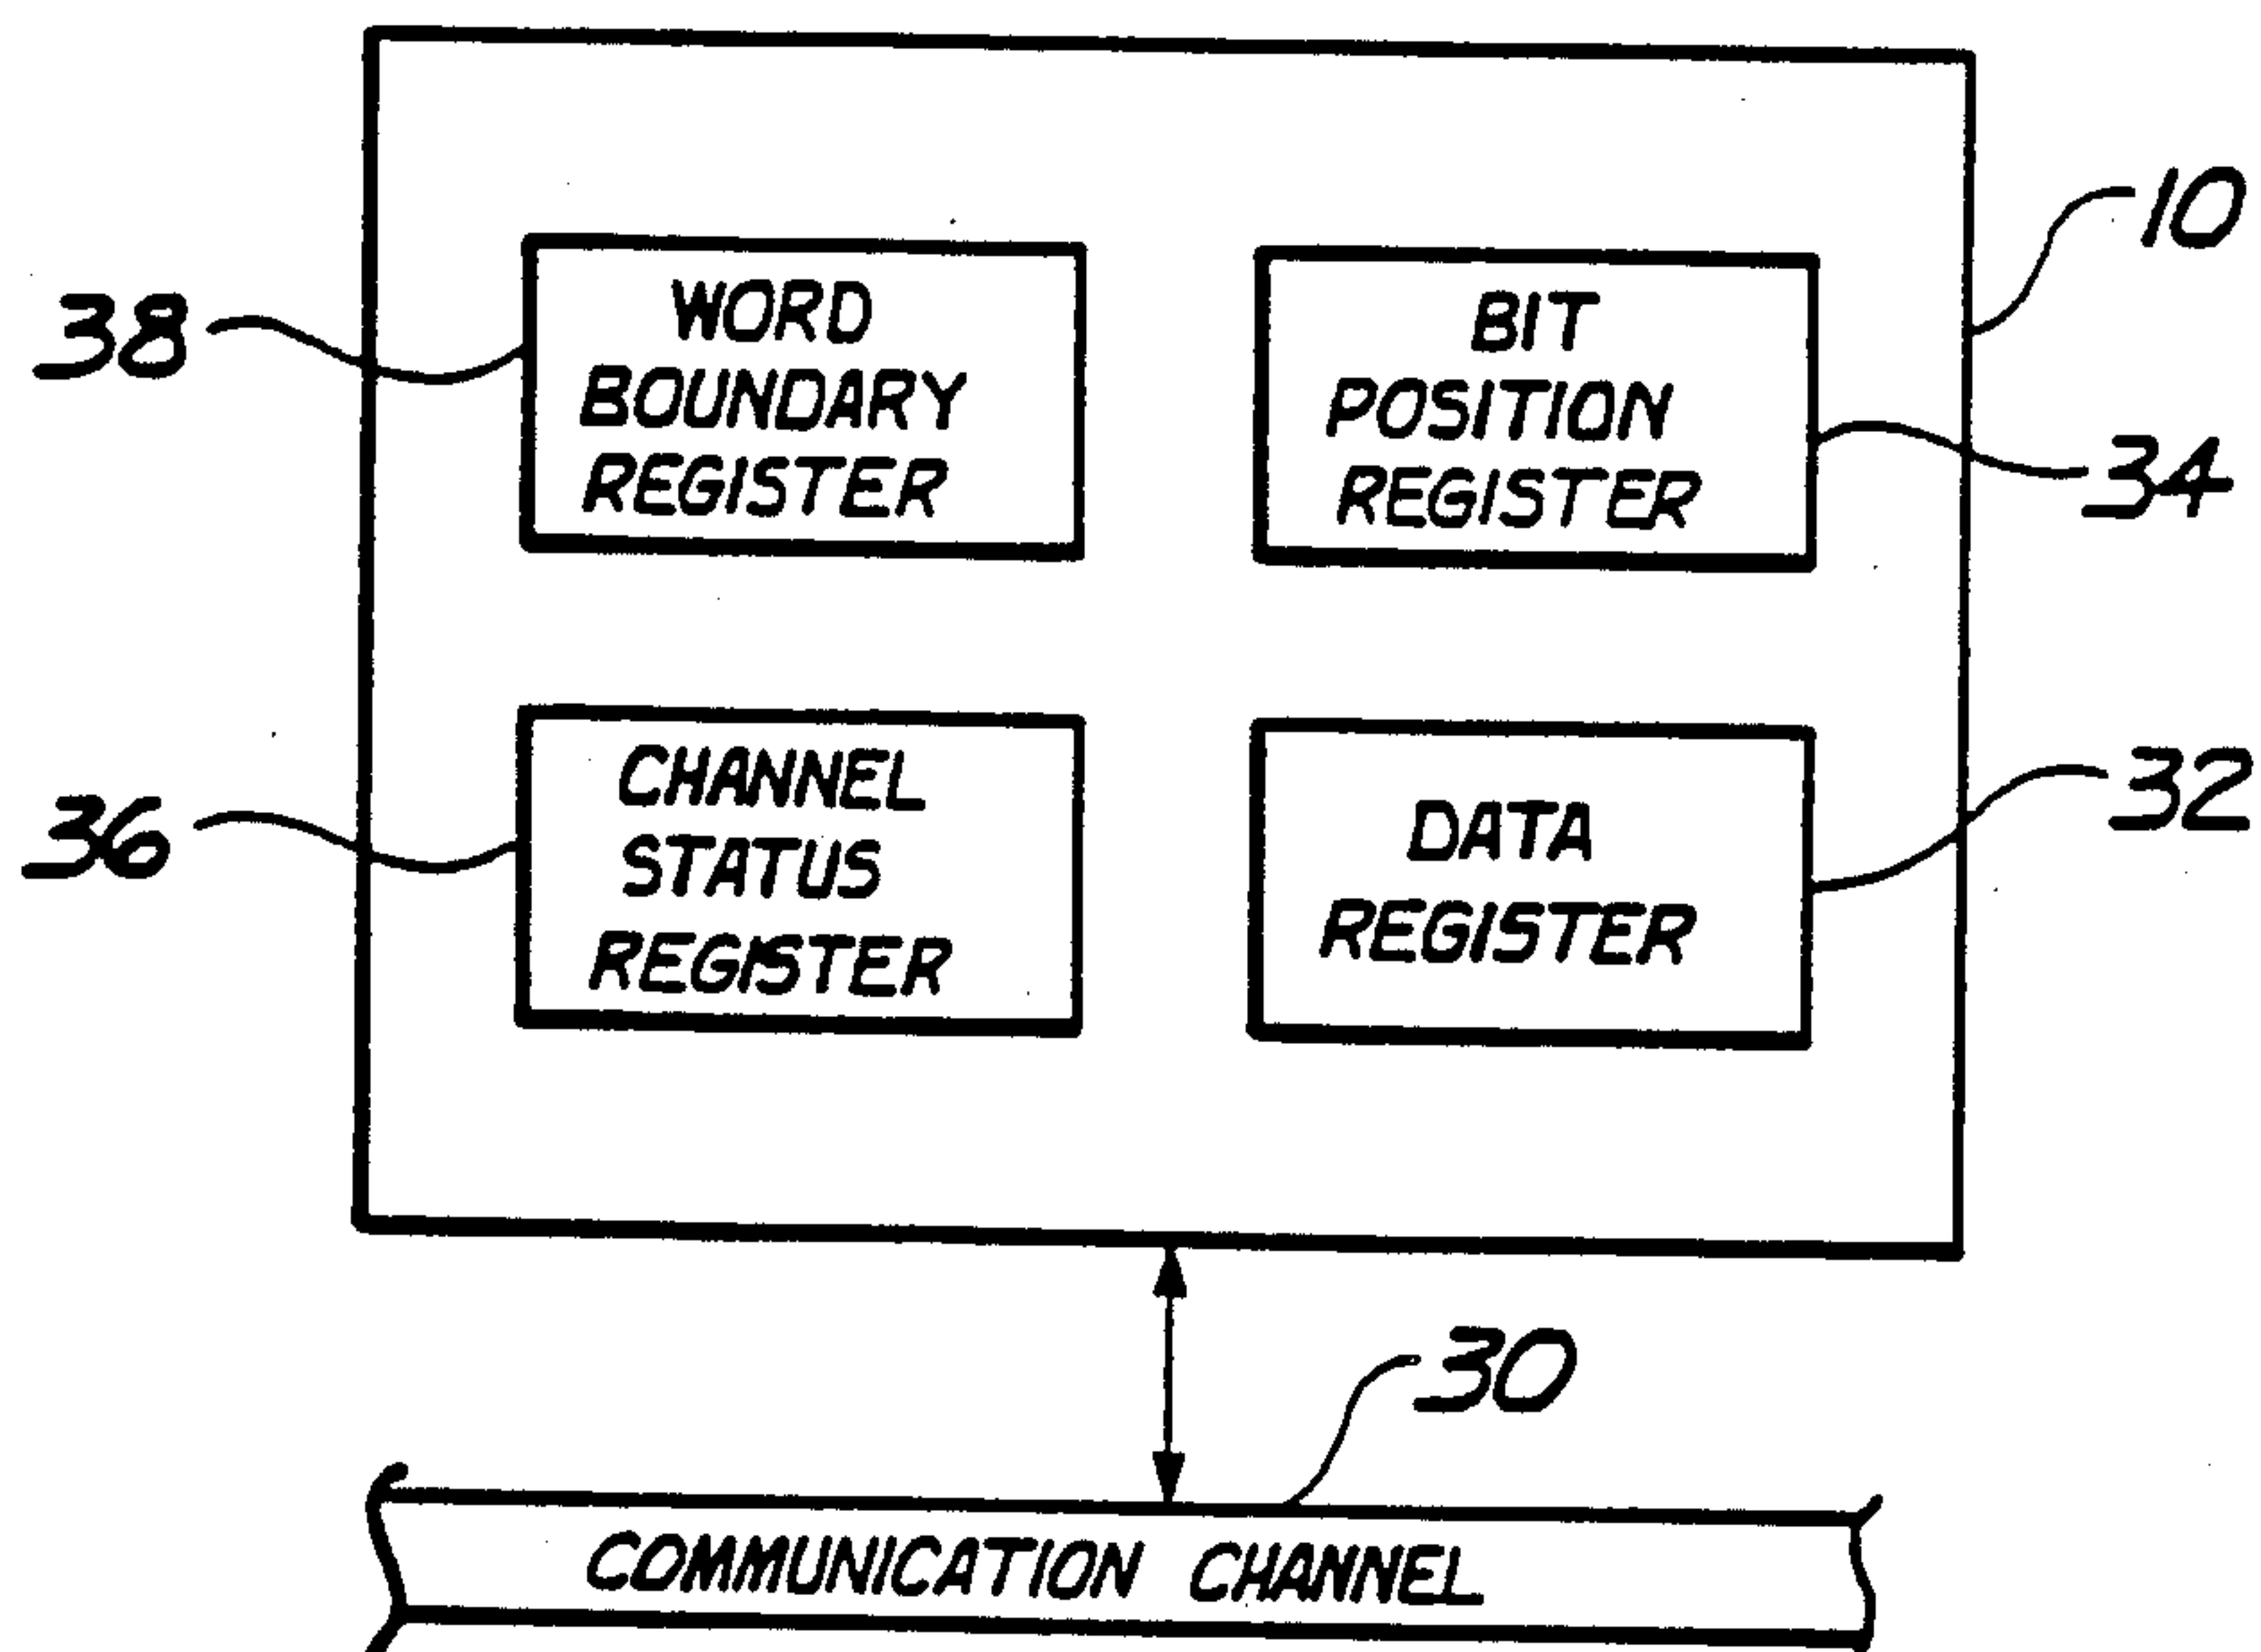 10
38
WORD
BOUNDARY
REGISTER
BIT
POSITION
REGISTER
34
36
CHANNEL
STATUS
REGISTER
DATA
REGISTER
32
30
COMMUNICATION CHANNEL